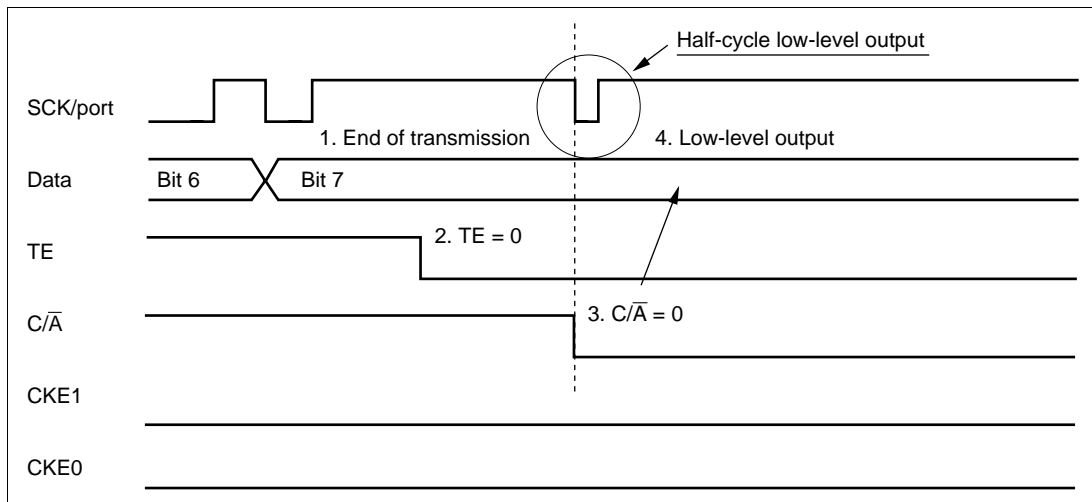 Half-cycle low-level output
SCK/port
1. End of transmission
4. Low-level output
Data
Bit 6
Bit 7
TE
2. TE = 0
C/A̅
3. C/A̅ = 0
CKE1
CKE0